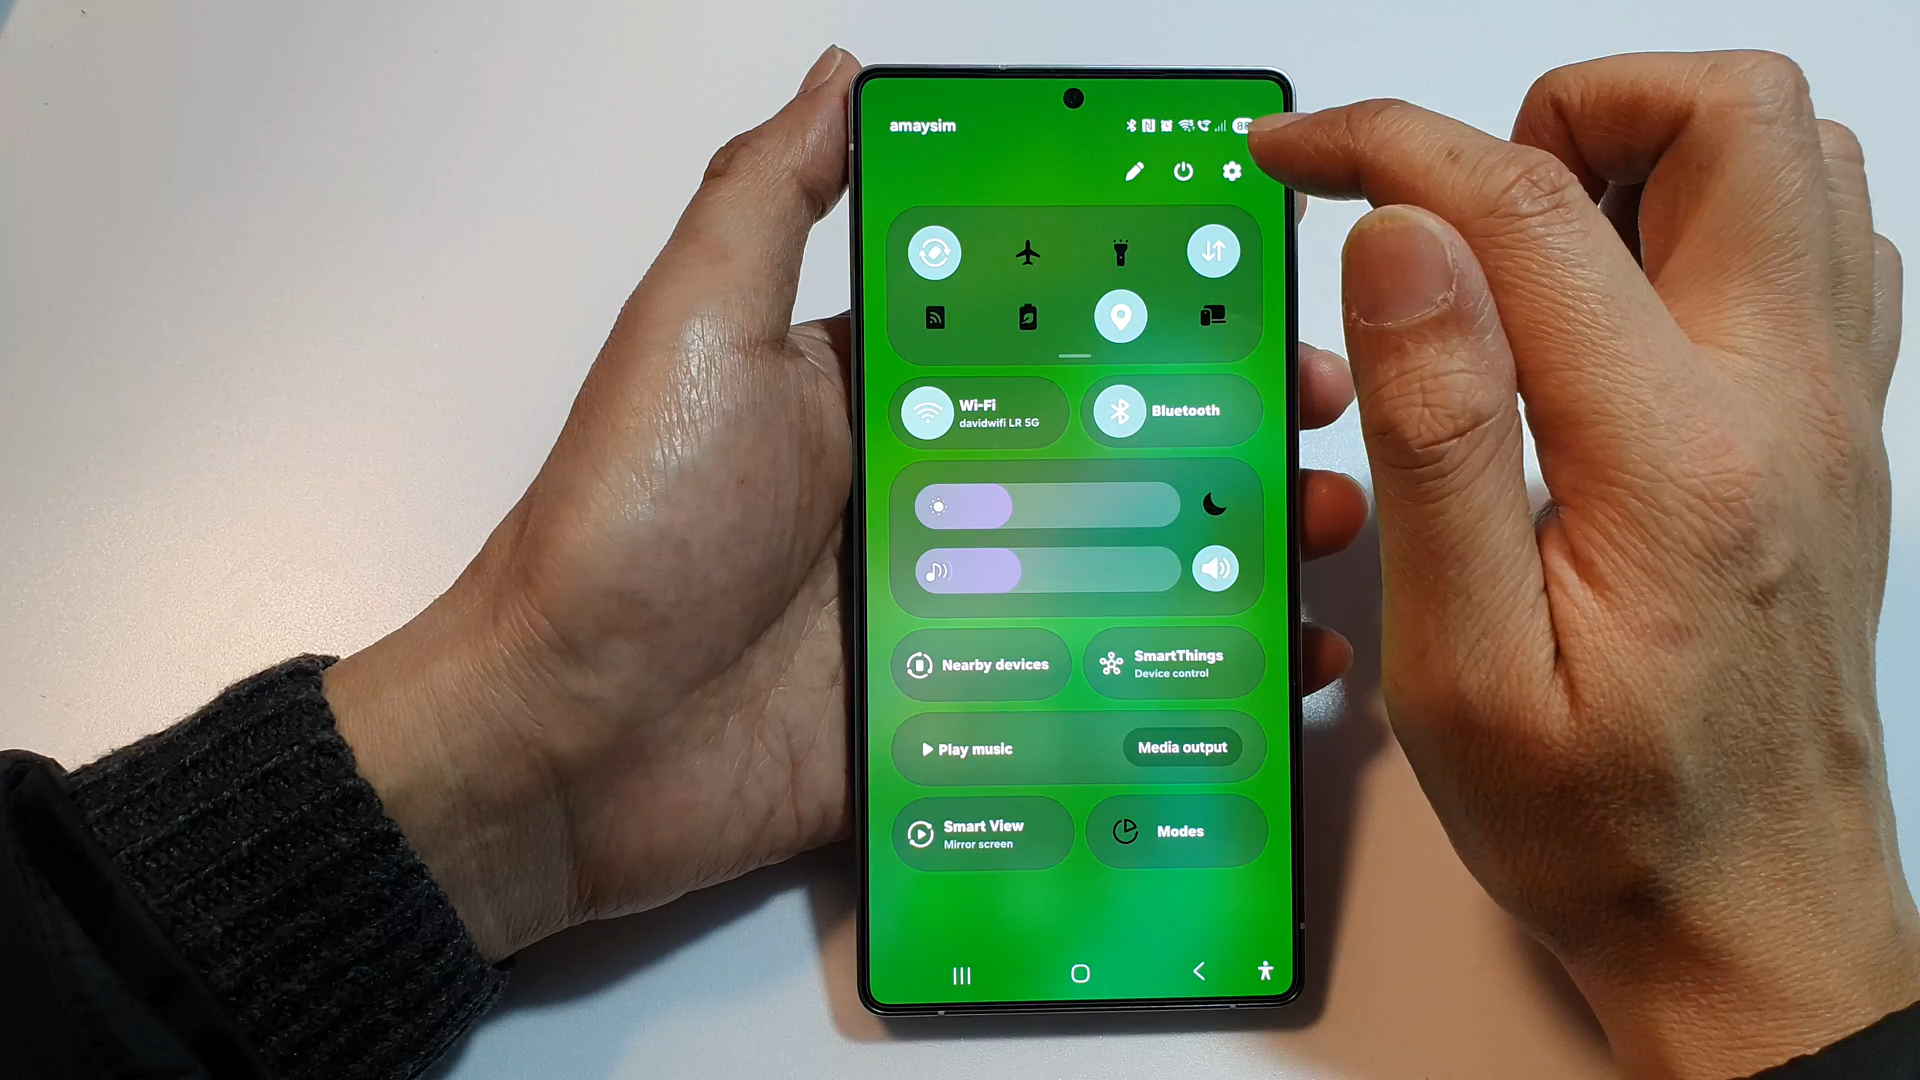 amaysim
88
Wi-Fi
davidwifi LR 5G
Bluetooth
Nearby devices
SmartThings
Device control
Play music
Media output
Smart View
Mirror screen
Modes